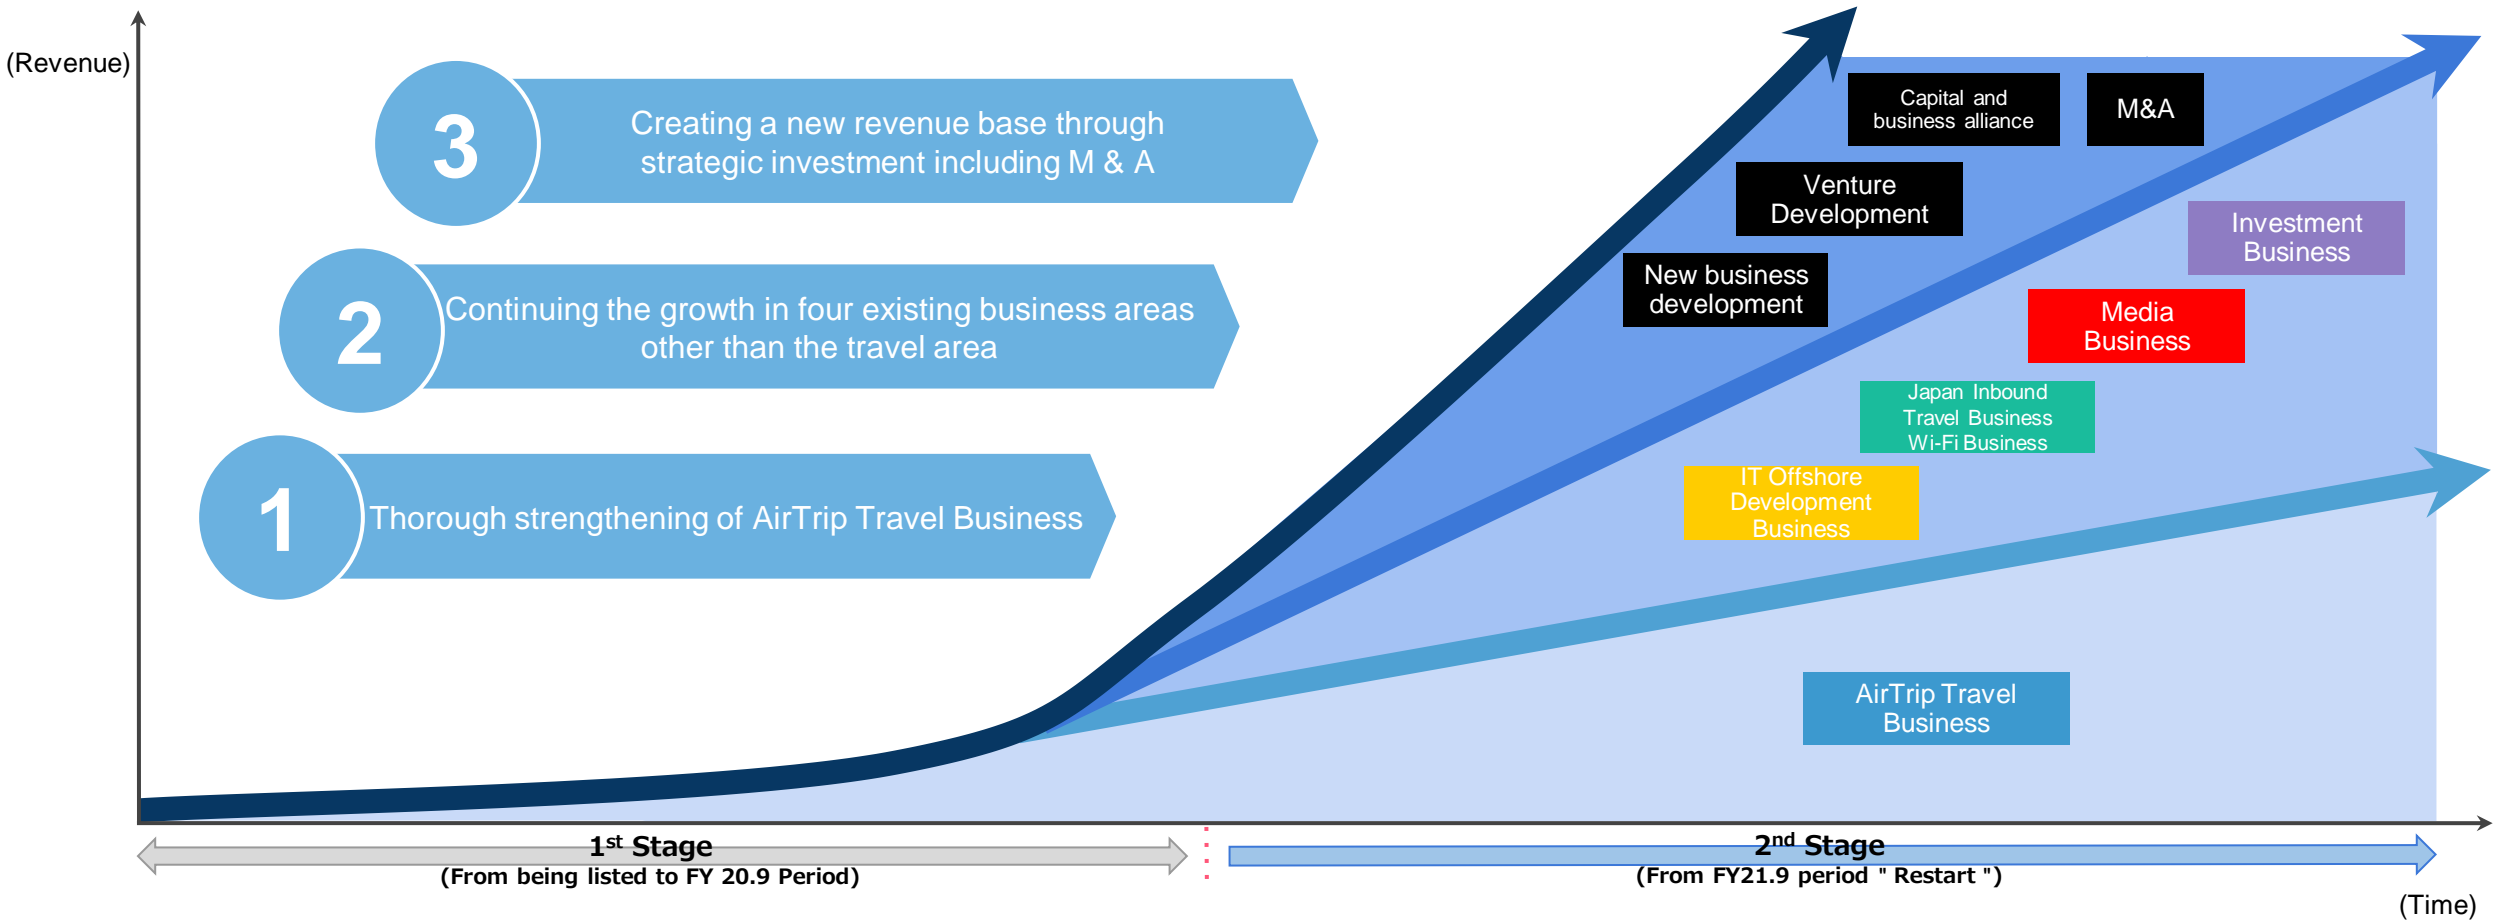 (Revenue)
3
Creating a new revenue base through
strategic investment including M & A
2
Continuing the growth in four existing business areas
other than the travel area
1
Thorough strengthening of AirTrip Travel Business
Capital and
business alliance
M&A
Venture
Development
New business
development
Investment
Business
Media
Business
Japan Inbound
Travel Business
Wi-Fi Business
IT Offshore
Development
Business
AirTrip Travel
Business
1st Stage
(From being listed to FY 20.9 Period)
2nd Stage
(From FY21.9 period " Restart ")
(Time)